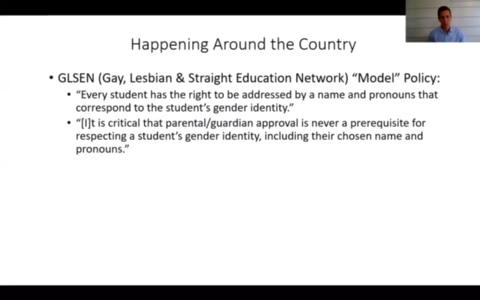 Happening Around the Country
• GLSEN (Gay, Lesbian & Straight Education Network) “Model” Policy:
• “Every student has the right to be addressed by a name and pronouns that
correspond to the student’s gender identity.”
• “[I]t is critical that parental/guardian approval is never a prerequisite for
respecting a student’s gender identity, including their chosen name and
pronouns.”